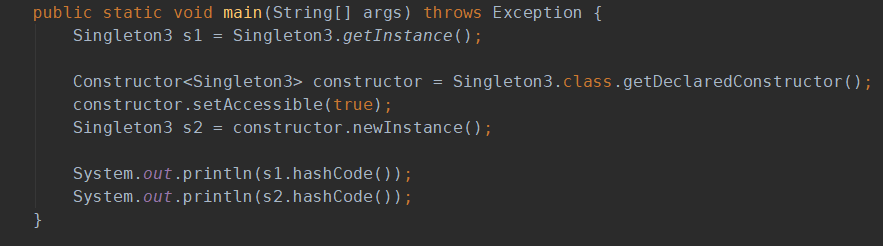 public static void main(String[] args) throws Exception {
Singleton3 s1 = Singleton3.getInstance();
Constructor<Singleton3> constructor = Singleton3.class.getDeclaredConstructor();
constructor.setAccessible(true);
Singleton3 s2 = constructor.newInstance();
System.out.println(s1.hashCode());
System.out.println(s2.hashCode());
}